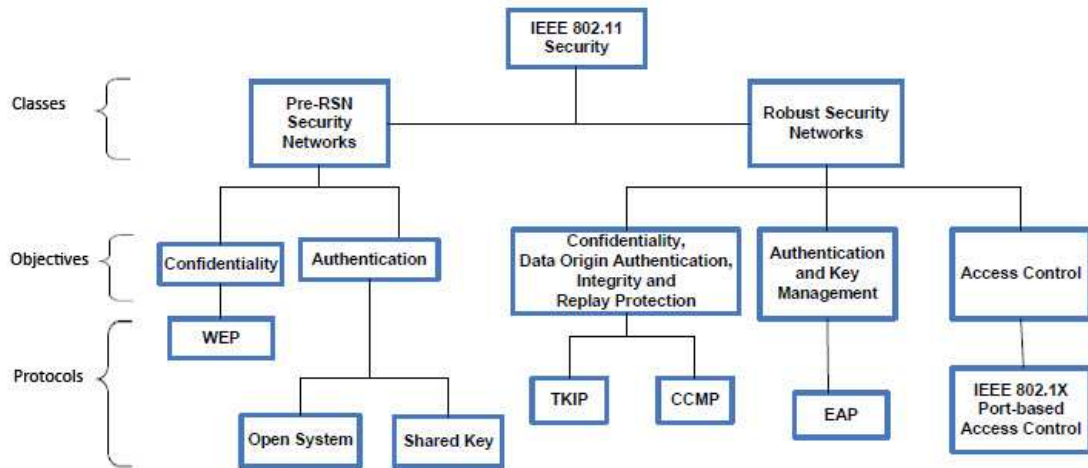 IEEE 802.11
Security
Classes
Pre-RSN
Security
Networks
Robust Security
Networks
Objectives
Confidentiality
Authentication
Confidentiality,
Data Origin Authentication,
Integrity and
Replay Protection
Authentication
and Key
Management
Access Control
Protocols
WEP
Open System
Shared Key
TKIP
CCMP
EAP
IEEE 802.1X
Port-based
Access Control